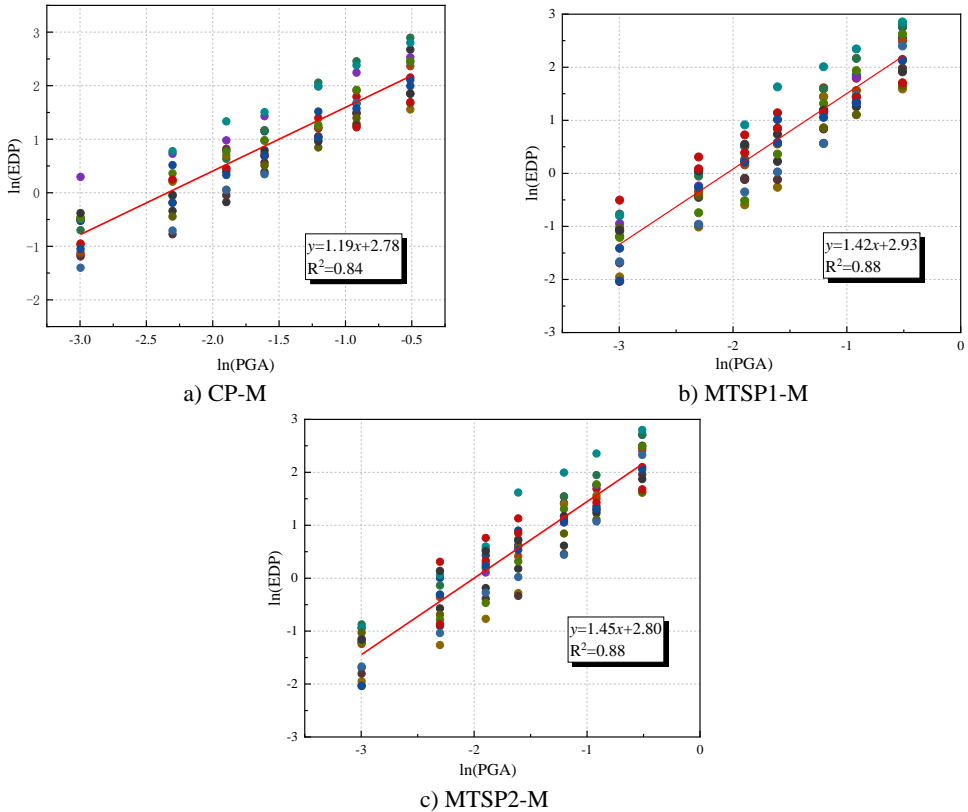 3
2
1
0
−1
−2
ln(EDP)
-3.0 -2.5 -2.0 -1.5 -1.0 -0.5
ln(PGA)
y=1.19x+2.78
R²=0.84
a) CP-M
3
2
1
0
-1
-2
-3
ln(EDP)
-3 -2 -1 0
ln(PGA)
y=1.42x+2.93
R²=0.88
b) MTSP1-M
3
2
1
0
-1
-2
-3
ln(EDP)
-3 -2 -1 0
ln(PGA)
y=1.45x+2.80
R²=0.88
c) MTSP2-M